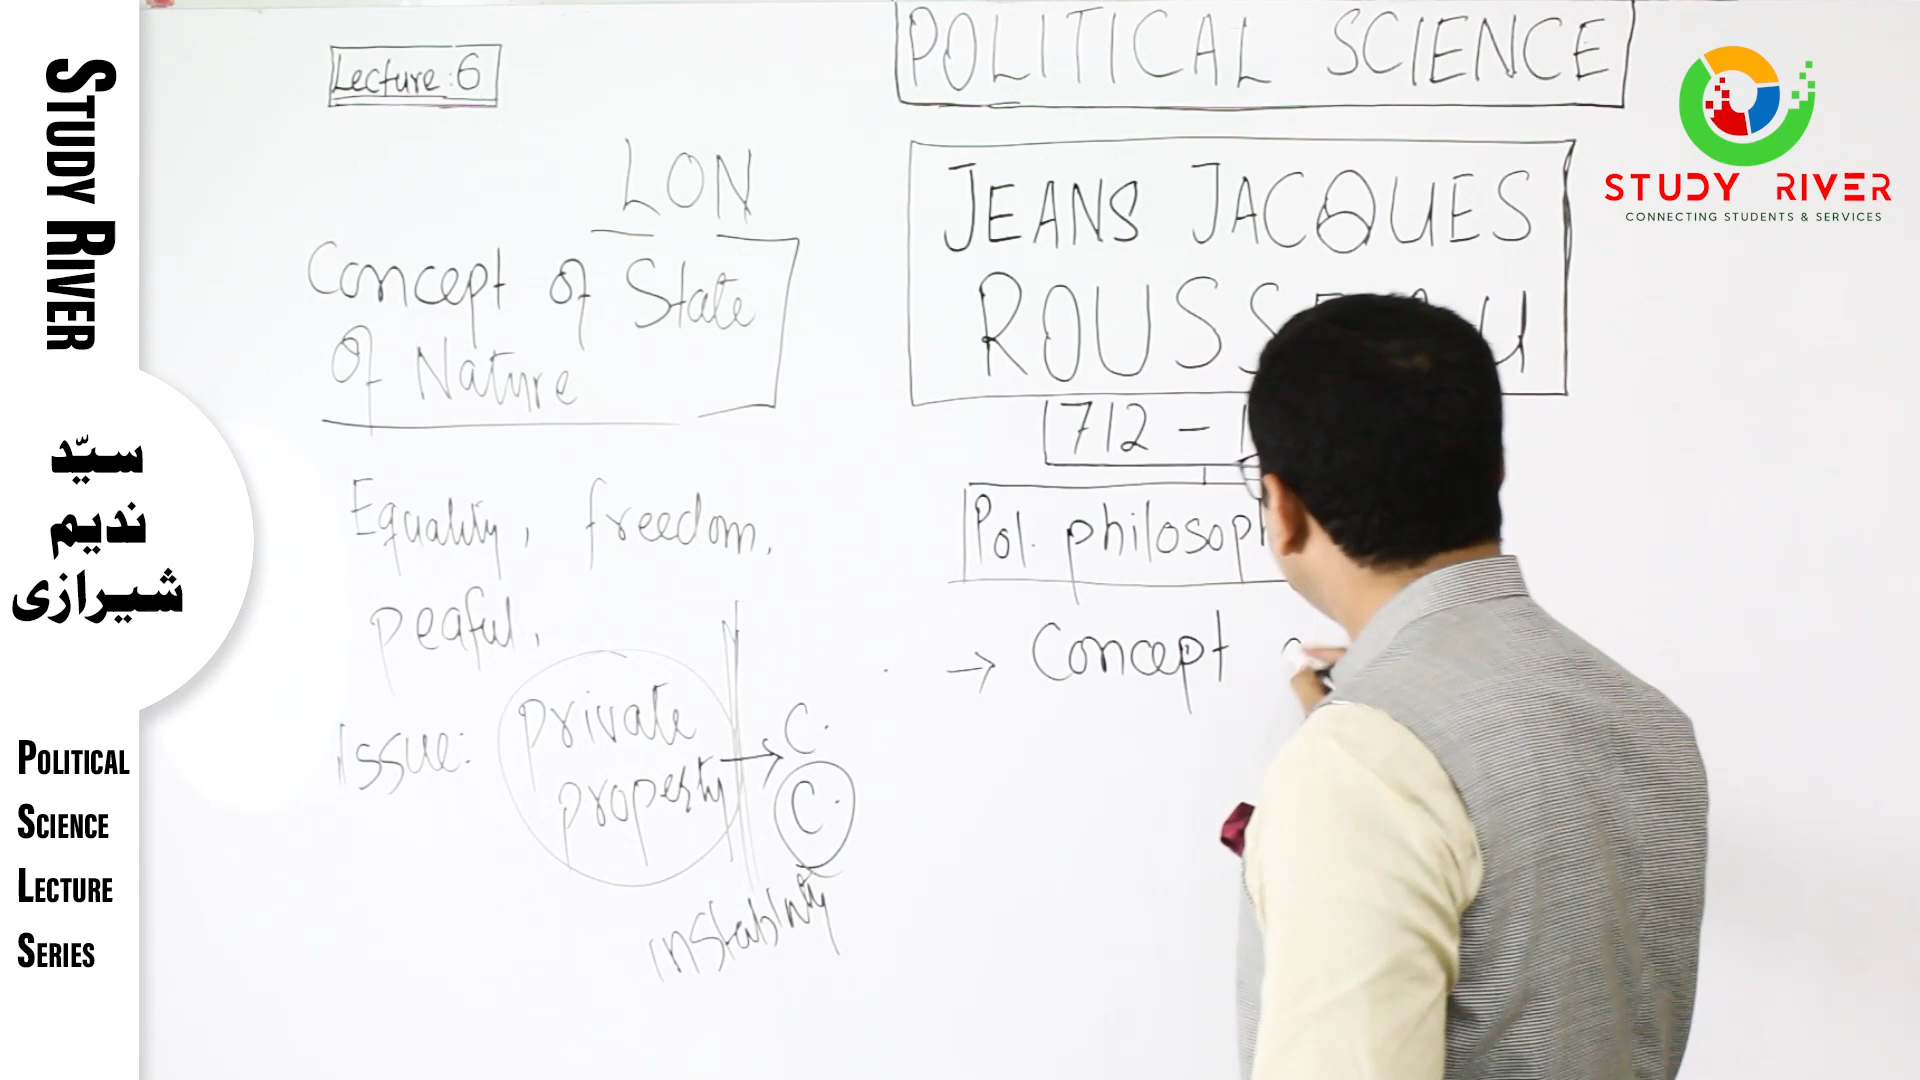 STUDY RIVER
سیّد
ندیم
شیرازی
POLITICAL
SCIENCE
LECTURE
SERIES
Lecture: 6
LON
Concept of State
Of Nature
Equality, freedom,
peaful,
Issue: private
property → C.
C.
instability
POLITICAL SCIENCE
JEANS JACQUES
ROUSS
1712 -
Pol. philosoph
→ Concept
STUDY RIVER
CONNECTING STUDENTS & SERVICES